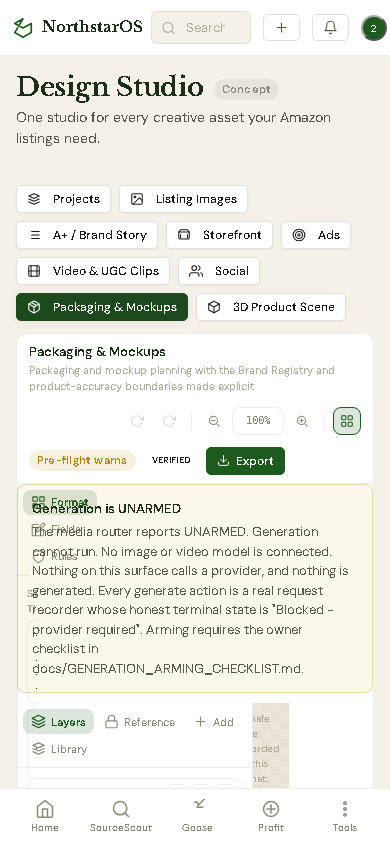 NorthstarOS
Search
2
Design Studio
Concept
One studio for every creative asset your Amazon
listings need.
Projects
Listing Images
A+ / Brand Story
Storefront
Ads
Video & UGC Clips
Social
Packaging & Mockups
3D Product Scene
Packaging & Mockups
Packaging and mockup planning with the Brand Registry and
product-accuracy boundaries made explicit
100%
Pre-flight warns
VERIFIED
Export
Format
Fields
Rules
Generation is UNARMED
The media router reports UNARMED. Generation
cannot run. No image or video model is connected.
Nothing on this surface calls a provider, and nothing is
generated. Every generate action is a real request
recorder whose honest terminal state is "Blocked -
provider required". Arming requires the owner
checklist in
docs/GENERATION_ARMING_CHECKLIST.md.
.
Layers
Reference
Add
Library
safe
this
Home
SourceScout
Goose
Profit
Tools